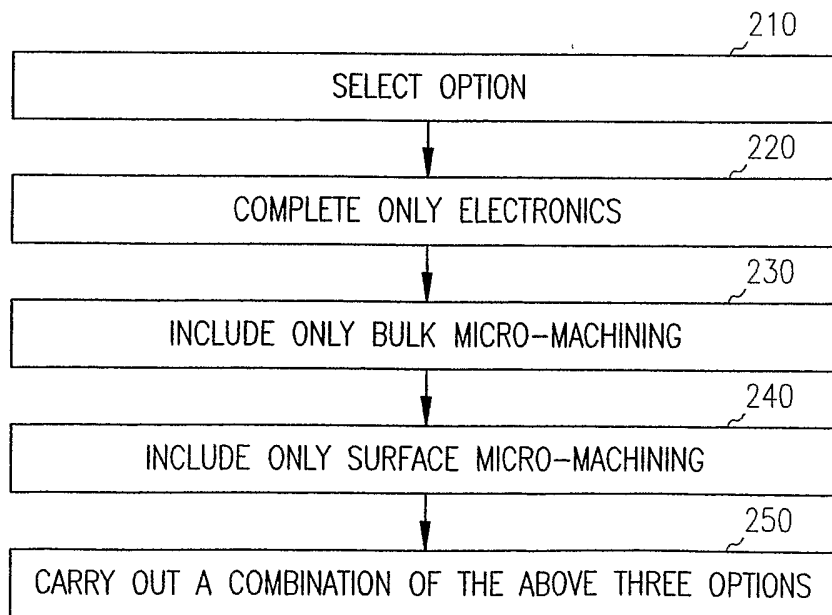 210
SELECT OPTION
220
COMPLETE ONLY ELECTRONICS
230
INCLUDE ONLY BULK MICRO-MACHINING
240
INCLUDE ONLY SURFACE MICRO-MACHINING
250
CARRY OUT A COMBINATION OF THE ABOVE THREE OPTIONS